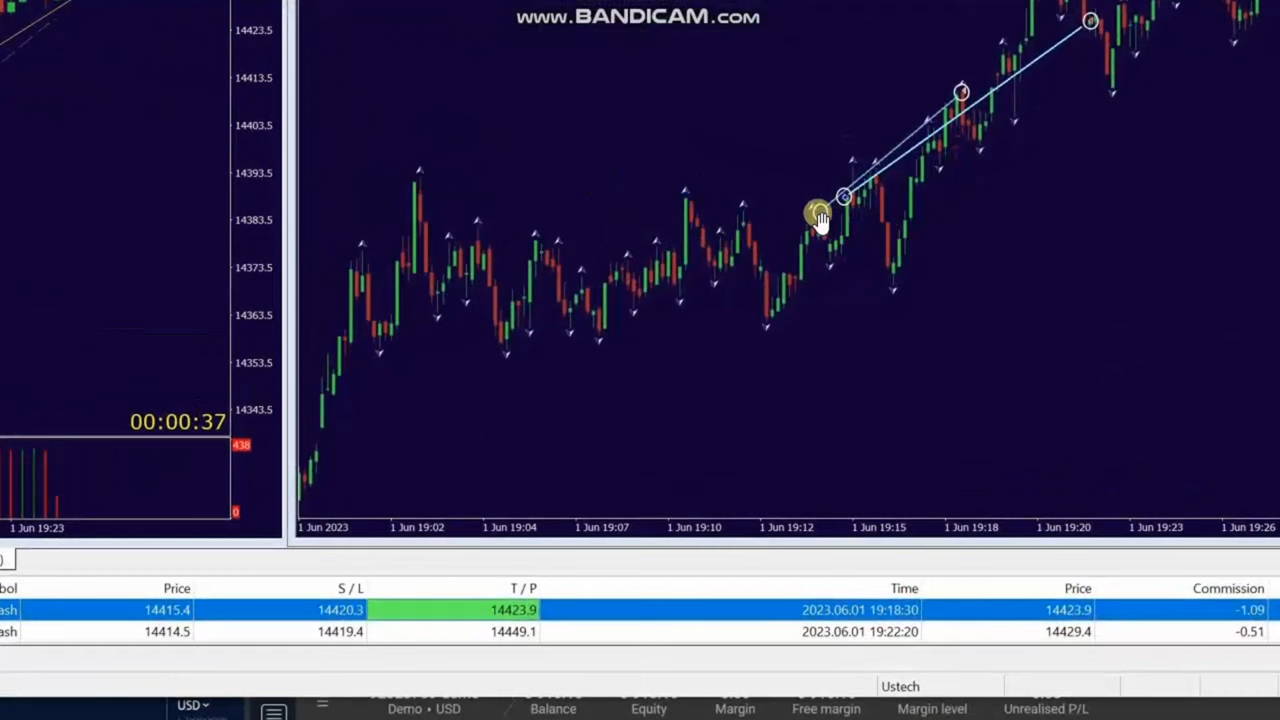 www.BANDICAM.com
14423.5
14413.5
14403.5
14393.5
14383.5
14373.5
14363.5
14353.5
14343.5
00:00:37
438
0
1 Jun 19:23
1 Jun 2023 1 Jun 19:02 1 Jun 19:04 1 Jun 19:07 1 Jun 19:10 1 Jun 19:12 1 Jun 19:15 1 Jun 19:18 1 Jun 19:20 1 Jun 19:23 1 Jun 19:26
)
bol Price S / L T / P Time Price Commission
ash 14415.4 14420.3 14423.9 2023.06.01 19:18:30 14423.9 -1.09
ash 14414.5 14419.4 14449.1 2023.06.01 19:22:20 14429.4 -0.51
Ustech
USD
Demo • USD Balance Equity Margin Free margin Margin level Unrealised P/L